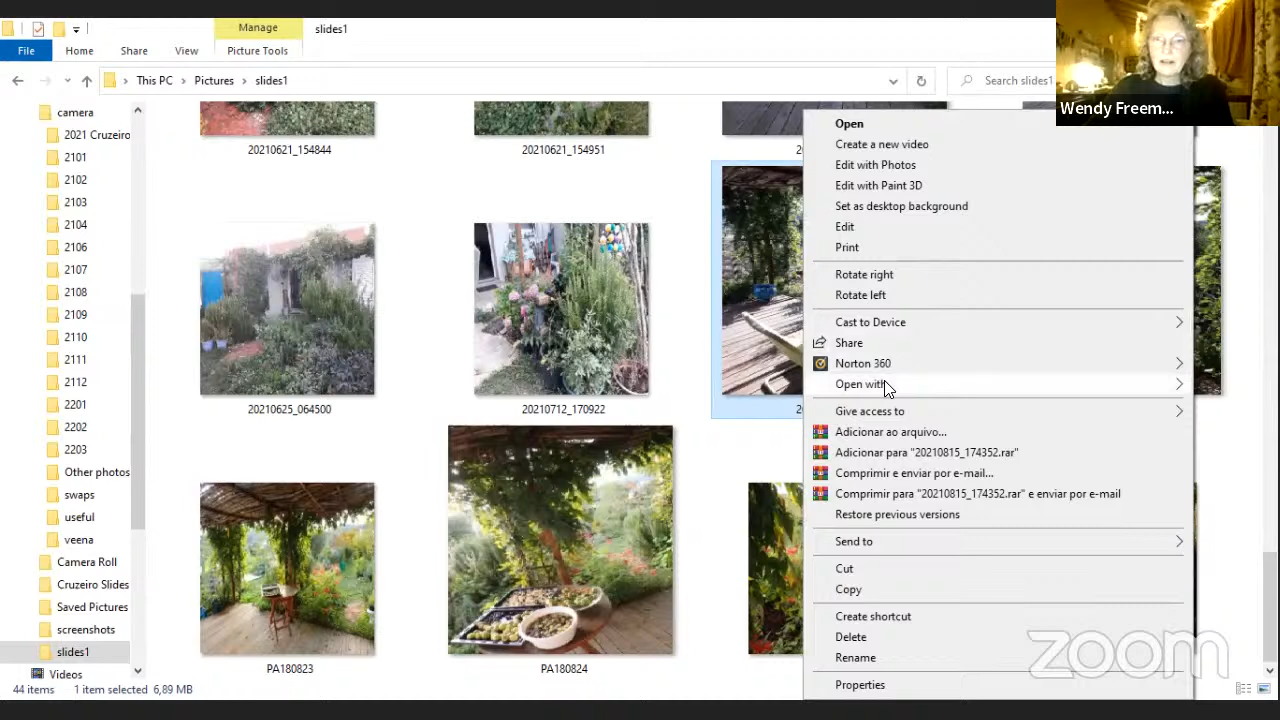 Manage
slides1
File
Home
Share
View
Picture Tools
This PC
Pictures
slides1
Search slides1
Wendy Freem...
camera
2021 Cruzeiro
2101
2102
2103
2104
2106
2107
2108
2109
2110
2111
2112
2201
2202
2203
Other photos
swaps
useful
veena
Camera Roll
Cruzeiro Slides
Saved Pictures
screenshots
slides1
Videos
20210621_154844
20210621_154951
20210625_064500
20210712_170922
PA180823
PA180824
Open
Create a new video
Edit with Photos
Edit with Paint 3D
Set as desktop background
Edit
Print
Rotate right
Rotate left
Cast to Device
Share
Norton 360
Open with
Give access to
Adicionar ao arquivo...
Adicionar para "20210815_174352.rar"
Comprimir e enviar por e-mail...
Comprimir para "20210815_174352.rar" e enviar por e-mail
Restore previous versions
Send to
Cut
Copy
Create shortcut
Delete
Rename
Properties
zoom
44 items
1 item selected
6,89 MB